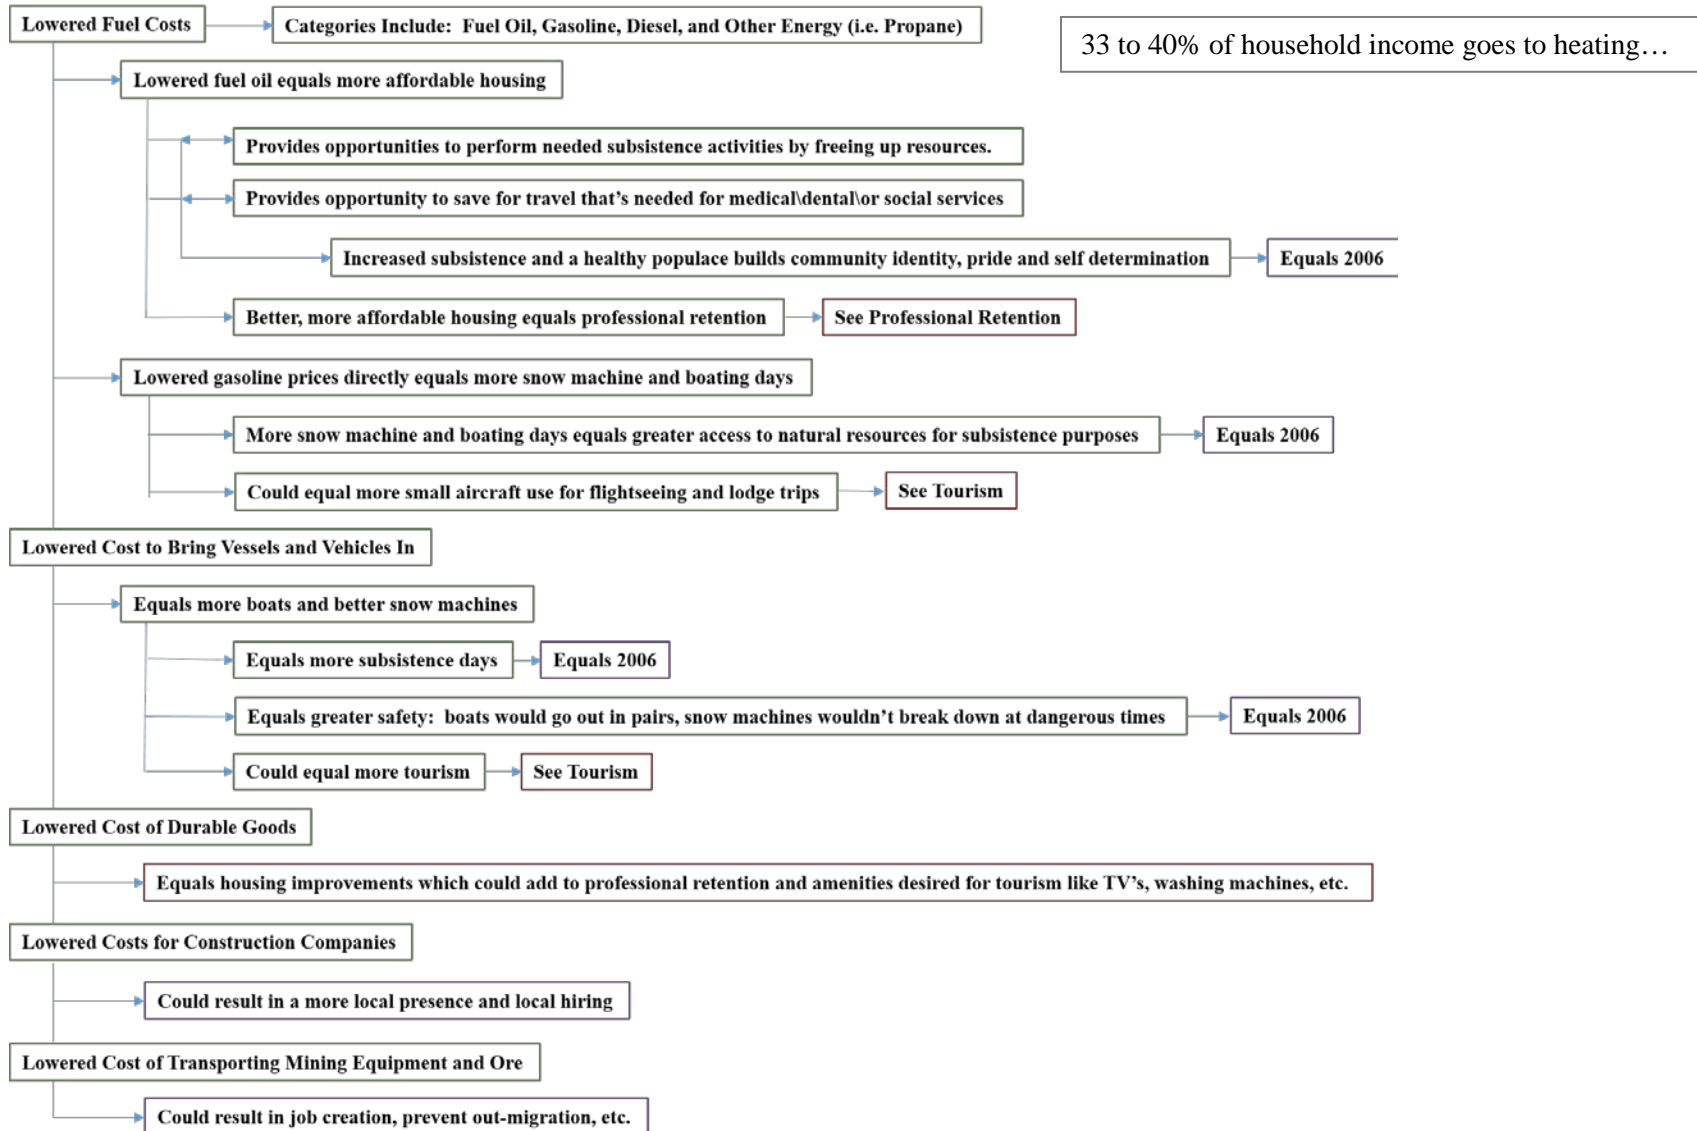 Lowered Fuel Costs
Categories Include:  Fuel Oil, Gasoline, Diesel, and Other Energy (i.e. Propane)
33 to 40% of household income goes to heating…
Lowered fuel oil equals more affordable housing
Provides opportunities to perform needed subsistence activities by freeing up resources.
Provides opportunity to save for travel that's needed for medical\dental\or social services
Increased subsistence and a healthy populace builds community identity, pride and self determination
Equals 2006
Better, more affordable housing equals professional retention
See Professional Retention
Lowered gasoline prices directly equals more snow machine and boating days
More snow machine and boating days equals greater access to natural resources for subsistence purposes
Equals 2006
Could equal more small aircraft use for flightseeing and lodge trips
See Tourism
Lowered Cost to Bring Vessels and Vehicles In
Equals more boats and better snow machines
Equals more subsistence days
Equals 2006
Equals greater safety:  boats would go out in pairs, snow machines wouldn't break down at dangerous times
Equals 2006
Could equal more tourism
See Tourism
Lowered Cost of Durable Goods
Equals housing improvements which could add to professional retention and amenities desired for tourism like TV's, washing machines, etc.
Lowered Costs for Construction Companies
Could result in a more local presence and local hiring
Lowered Cost of Transporting Mining Equipment and Ore
Could result in job creation, prevent out-migration, etc.